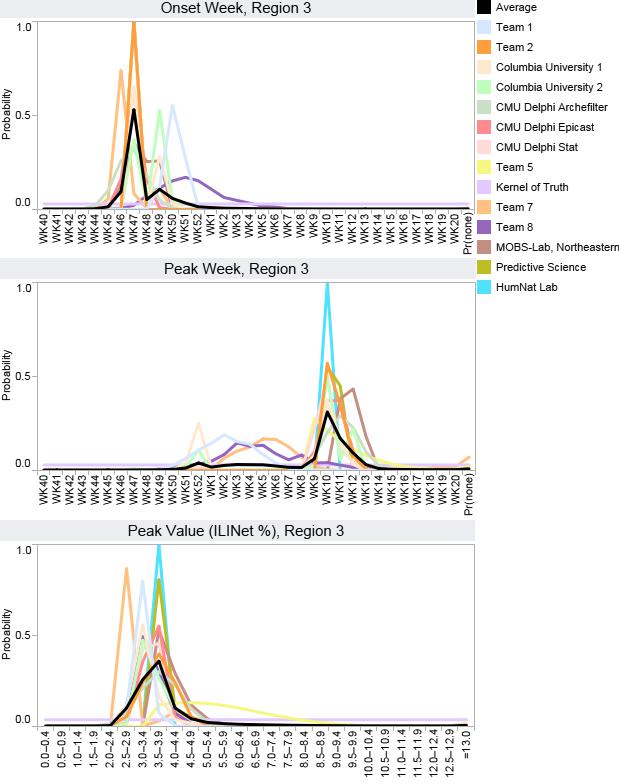 Onset Week, Region 3
1.0
0.5
0.0
Probability
WK40 WK41 WK42 WK43 WK44 WK45 WK46 WK47 WK48 WK49 WK50 WK51 WK52 WK1 WK2 WK3 WK4 WK5 WK6 WK7 WK8 WK9 WK10 WK11 WK12 WK13 WK14 WK15 WK16 WK17 WK18 WK19 WK20 Pr(none)
Average
Team 1
Team 2
Columbia University 1
Columbia University 2
CMU Delphi Archefilter
CMU Delphi Epicast
CMU Delphi Stat
Team 5
Kernel of Truth
Team 7
Team 8
MOBS-Lab, Northeastern
Predictive Science
HumNat Lab
Peak Week, Region 3
1.0
0.5
0.0
Probability
WK40 WK41 WK42 WK43 WK44 WK45 WK46 WK47 WK48 WK49 WK50 WK51 WK52 WK1 WK2 WK3 WK4 WK5 WK6 WK7 WK8 WK9 WK10 WK11 WK12 WK13 WK14 WK15 WK16 WK17 WK18 WK19 WK20 Pr(none)
Peak Value (ILINet %), Region 3
1.0
0.5
0.0
Probability
0.0–0.4 0.5–0.9 1.0–1.4 1.5–1.9 2.0–2.4 2.5–2.9 3.0–3.4 3.5–3.9 4.0–4.4 4.5–4.9 5.0–5.4 5.5–5.9 6.0–6.4 6.5–6.9 7.0–7.4 7.5–7.9 8.0–8.4 8.5–8.9 9.0–9.4 9.5–9.9 10.0–10.4 10.5–10.9 11.0–11.4 11.5–11.9 12.0–12.4 12.5–12.9 =13.0